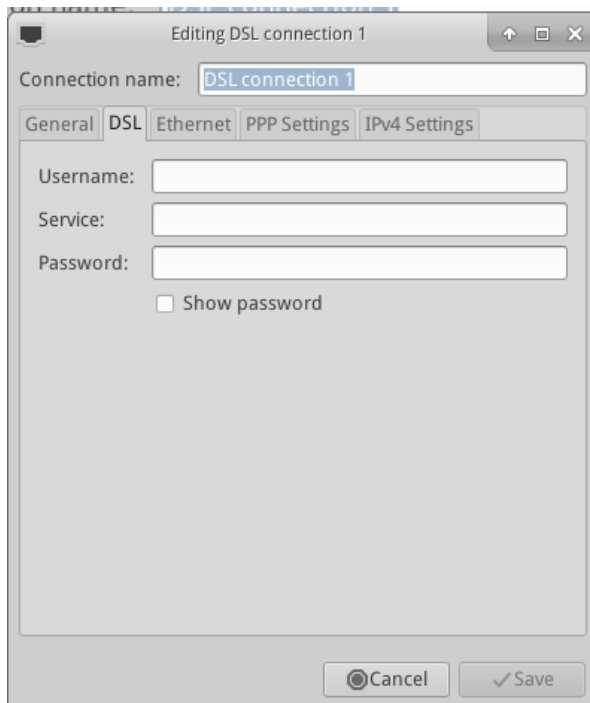 Editing DSL connection 1
Connection name: DSL connection 1
General DSL Ethernet PPP Settings IPv4 Settings
Username:
Service:
Password:
Show password
Cancel Save